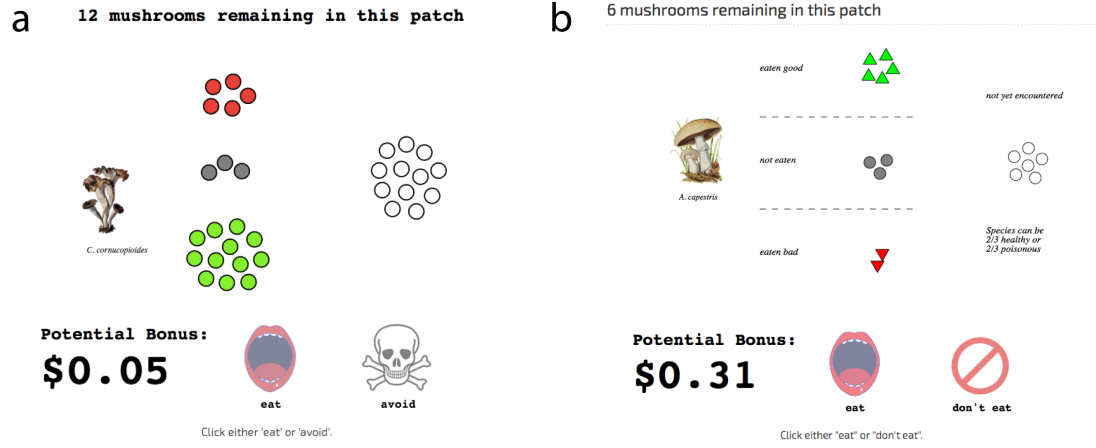 a
12 mushrooms remaining in this patch
C. cornucopioides
Potential Bonus:
$0.05
eat
avoid
Click either 'eat' or 'avoid'.
b
6 mushrooms remaining in this patch
eaten good
not yet encountered
not eaten
A. capestris
eaten bad
Species can be
2/3 healthy or
2/3 poisonous
Potential Bonus:
$0.31
eat
don't eat
Click either "eat" or "don't eat".